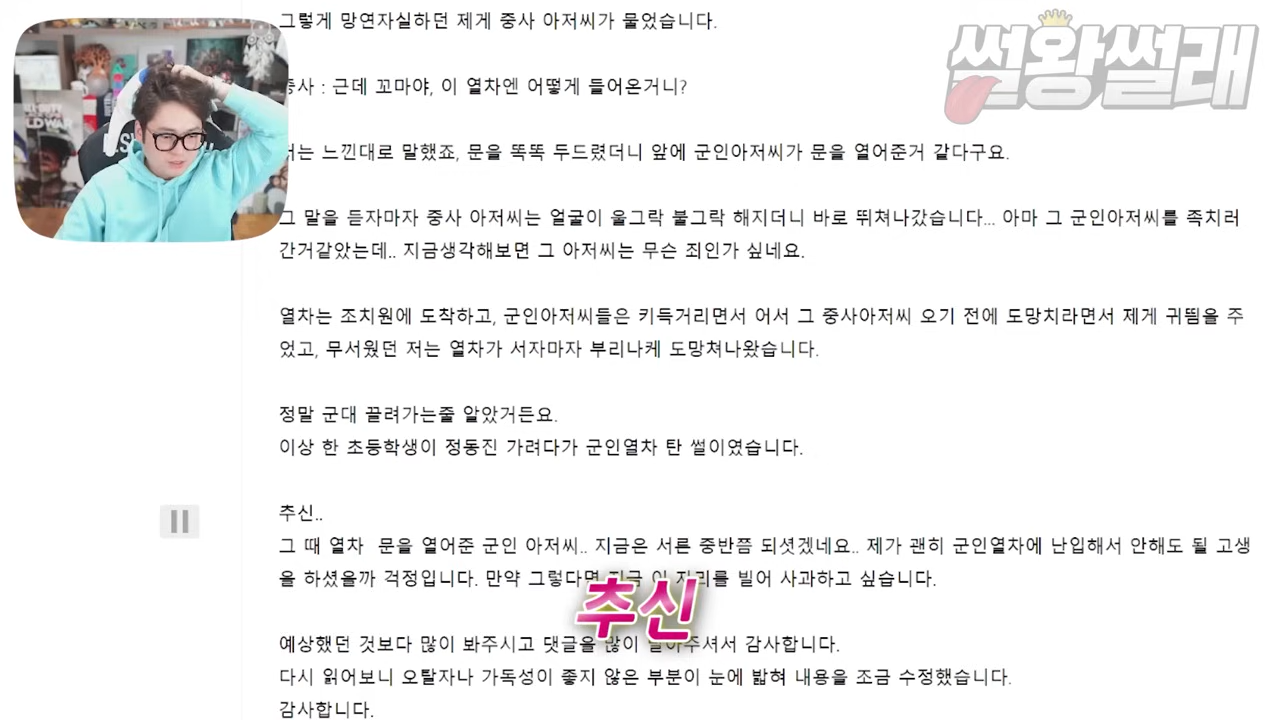 그렇게 망연자실하던 제게 중사 아저씨가 물었습니다.
썰왕썰래
중사 : 근데 꼬마야, 이 열차엔 어떻게 들어온거니?
저는 느낀대로 말했죠, 문을 똑똑 두드렸더니 앞에 군인아저씨가 문을 열어준거 같다구요.
그 말을 듣자마자 중사 아저씨는 얼굴이 울그락 불그락 해지더니 바로 뛰쳐나갔습니다... 아마 그 군인아저씨를 족치러
간거같았는데.. 지금생각해보면 그 아저씨는 무슨 죄인가 싶네요.
열차는 조치원에 도착하고, 군인아저씨들은 키득거리면서 어서 그 중사아저씨 오기 전에 도망치라면서 제게 귀띔을 주
었고, 무서웠던 저는 열차가 서자마자 부리나케 도망쳐나왔습니다.
정말 군대 끌려가는줄 알았거든요.
이상 한 초등학생이 정동진 가려다가 군인열차 탄 썰이였습니다.
추신..
그 때 열차 문을 열어준 군인 아저씨.. 지금은 서른 중반쯤 되셧겠네요.. 제가 괜히 군인열차에 난입해서 안해도 될 고생
을 하셨을까 걱정입니다. 만약 그렇다면 지금 이 자리를 빌어 사과하고 싶습니다.
추신
예상했던 것보다 많이 봐주시고 댓글을 많이 달아주셔서 감사합니다.
다시 읽어보니 오탈자나 가독성이 좋지 않은 부분이 눈에 밟혀 내용을 조금 수정했습니다.
감사합니다.